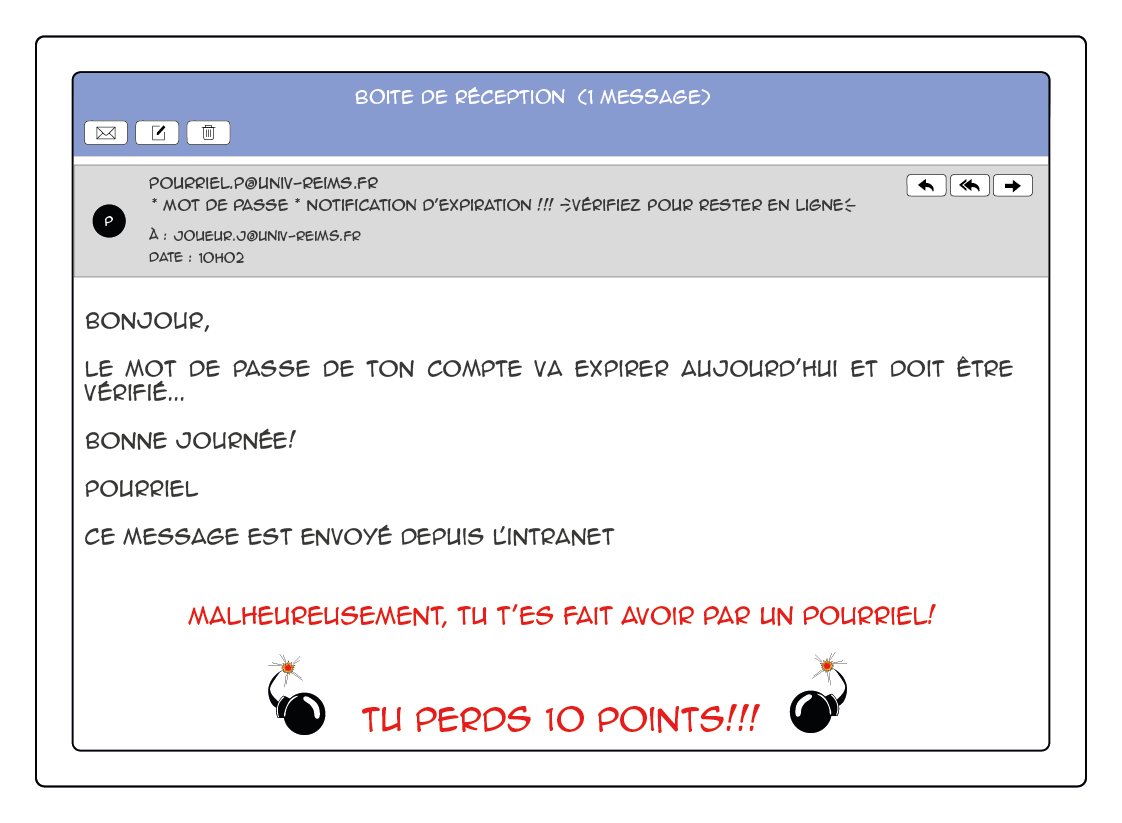 BOITE DE RÉCEPTION (1 MESSAGE)
POURRIEL.P@UNIV-REIMS.FR
* MOT DE PASSE * NOTIFICATION D'EXPIRATION !!! VÉRIFIEZ POUR RESTER EN LIGNE
P
À : JOUEUR.J@UNIV-REIMS.FR
DATE : 10H02
BONJOUR,
LE MOT DE PASSE DE TON COMPTE VA EXPIRER AUJOURD'HUI ET DOIT ÊTRE
VÉRIFIÉ...
BONNE JOURNÉE!
POURRIEL
CE MESSAGE EST ENVOYÉ DEPUIS L'INTRANET
MALHEUREUSEMENT, TU T'ES FAIT AVOIR PAR UN POURRIEL!
TU PERDS 10 POINTS!!!